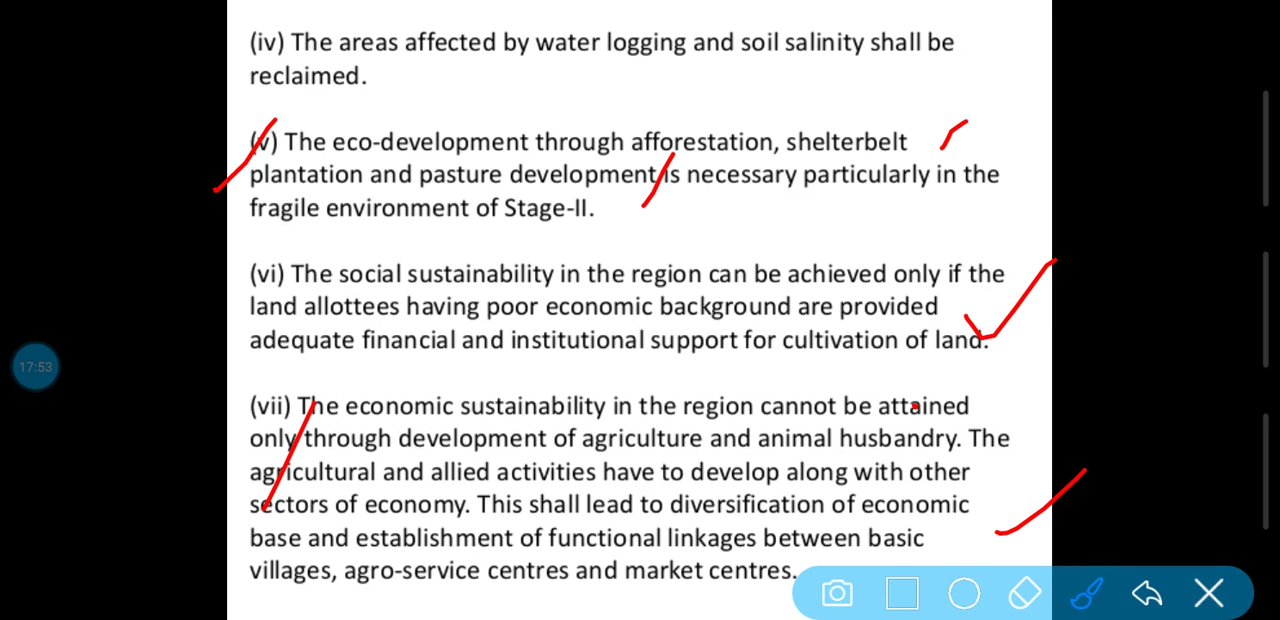 (iv) The areas affected by water logging and soil salinity shall be
reclaimed.
(v) The eco-development through afforestation, shelterbelt
plantation and pasture development is necessary particularly in the
fragile environment of Stage-II.
(vi) The social sustainability in the region can be achieved only if the
land allottees having poor economic background are provided
adequate financial and institutional support for cultivation of land.
17:53
(vii) The economic sustainability in the region cannot be attained
only through development of agriculture and animal husbandry. The
agricultural and allied activities have to develop along with other
sectors of economy. This shall lead to diversification of economic
base and establishment of functional linkages between basic
villages, agro-service centres and market centres.